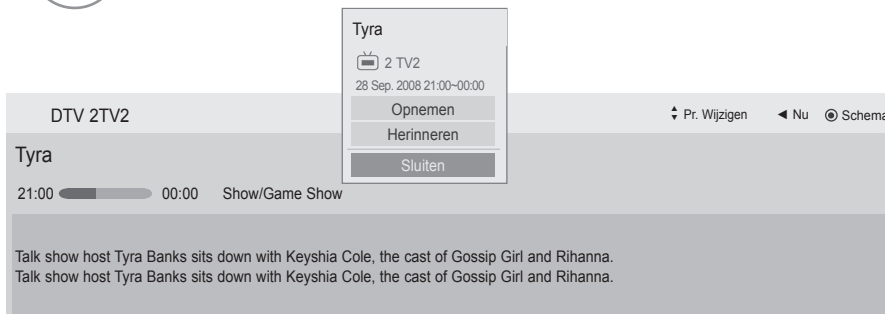 Tyra
2 TV2
28 Sep. 2008 21:00~00:00
Opnemen
Herinneren
Sluiten
DTV 2TV2 Pr. Wijzigen Nu Schema
Tyra
21:00 00:00 Show/Game Show
Talk show host Tyra Banks sits down with Keyshia Cole, the cast of Gossip Girl and Rihanna.
Talk show host Tyra Banks sits down with Keyshia Cole, the cast of Gossip Girl and Rihanna.